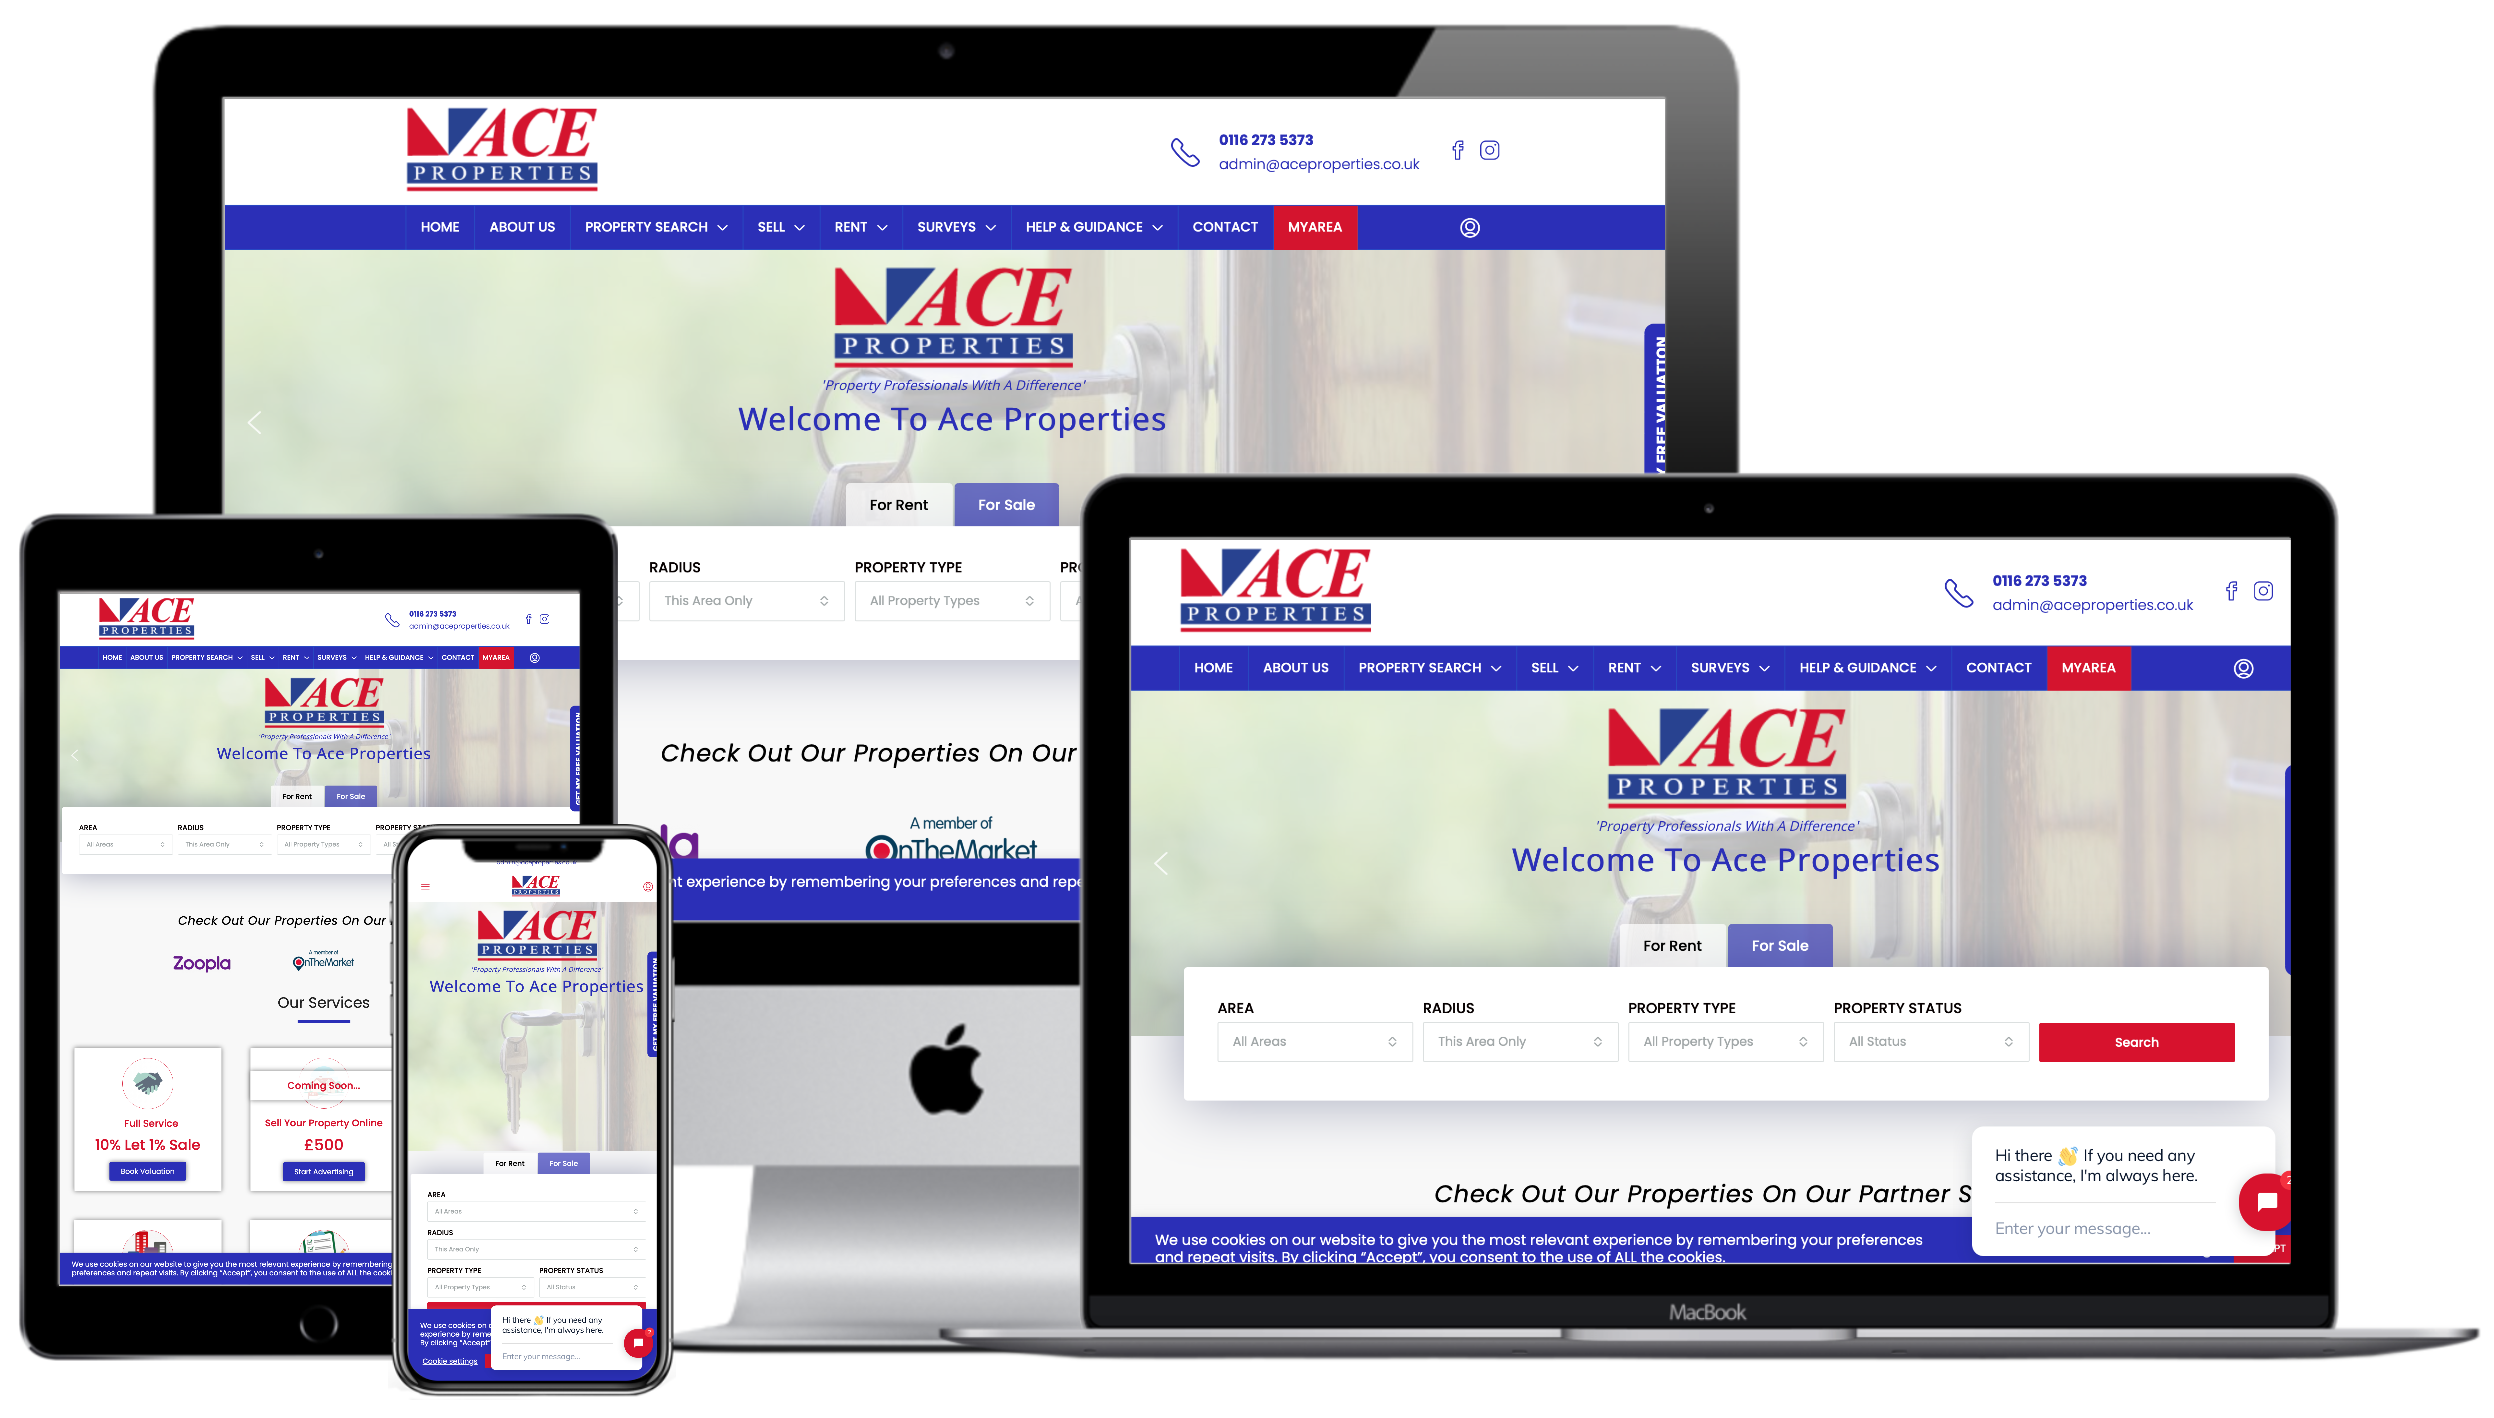 ACE
PROPERTIES
0116 273 5373
admin@aceproperties.co.uk
HOME ABOUT US PROPERTY SEARCH SELL RENT SURVEYS HELP & GUIDANCE CONTACT MYAREA
ACE
PROPERTIES
'Property Professionals With A Difference'
Welcome To Ace Properties
FREE VALUATION
For Rent For Sale
RADIUS PROPERTY TYPE
This Area Only All Property Types
Check Out Our Properties On Our
A member of
OnTheMarket
experience by remembering your preferences and
ACE
PROPERTIES
0116 273 5373
admin@aceproperties.co.uk
HOME ABOUT US PROPERTY SEARCH SELL RENT SURVEYS HELP & GUIDANCE CONTACT MYAREA
ACE
PROPERTIES
'Property Professionals With A Difference'
Welcome To Ace Properties
GET MY FREE VALUATION
For Rent For Sale
AREA RADIUS PROPERTY TYPE PROPERTY
All Areas This Area Only All Property Types All
Check Out Our Properties On Our
Zoopla
A member of
OnTheMarket
Our Services
Full Service
10% Let 1% Sale
Book Valuation
Coming Soon...
Sell Your Property Online
£500
Start Advertising
We use cookies on our website to give you the most relevant experience by remembering
preferences and repeat visits. By clicking "Accept", you consent to the use of ALL the
ACE
PROPERTIES
ACE
PROPERTIES
'Property Professionals With A Difference'
Welcome To Ace Properties
GET MY FREE VALUATION
For Rent For Sale
AREA
All Areas
RADIUS
This Area Only
PROPERTY TYPE PROPERTY STATUS
All Property Types All Status
We use cookies on
experience by
By clicking "Accept"
Cookie settings
Hi there 👋 If you need any
assistance, I'm always here.
Enter your message...
2
ACE
PROPERTIES
0116 273 5373
admin@aceproperties.co.uk
HOME ABOUT US PROPERTY SEARCH SELL RENT SURVEYS HELP & GUIDANCE CONTACT MYAREA
ACE
PROPERTIES
'Property Professionals With A Difference'
Welcome To Ace Properties
For Rent For Sale
AREA RADIUS PROPERTY TYPE PROPERTY STATUS
All Areas This Area Only All Property Types All Status Search
Check Out Our Properties On Our Partner S
We use cookies on our website to give you the most relevant experience by remembering your preferences
and repeat visits. By clicking "Accept", you consent to the use of ALL the cookies.
Hi there 👋 If you need any
assistance, I'm always here.
Enter your message...
MacBook